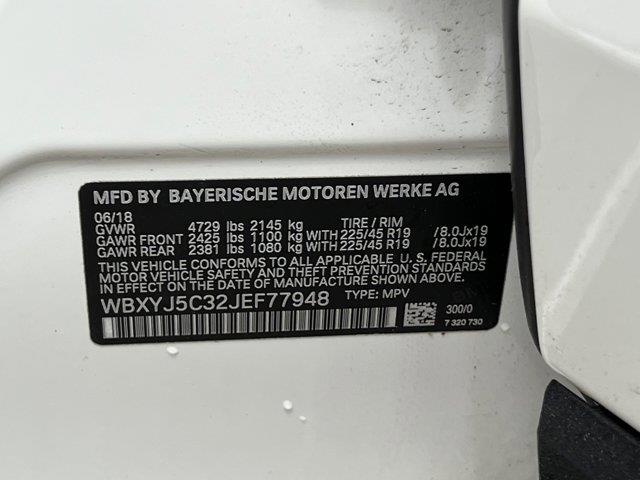 MFD BY BAYERISCHE MOTOREN WERKE AG
06/18
GVWR 4729 lbs 2145 kg TIRE / RIM
GAWR FRONT 2425 lbs 1100 kg WITH 225/45 R19 / 8.0Jx19
GAWR REAR 2381 lbs 1080 kg WITH 225/45 R19 / 8.0Jx19
THIS VEHICLE CONFORMS TO ALL APPLICABLE U. S. FEDERAL
MOTOR VEHICLE SAFETY AND THEFT PREVENTION STANDARDS
IN EFFECT ON THE DATE OF MANUFACTURE SHOWN ABOVE.
WBXYJ5C32JEF77948 TYPE: MPV
300/0
7 320 730